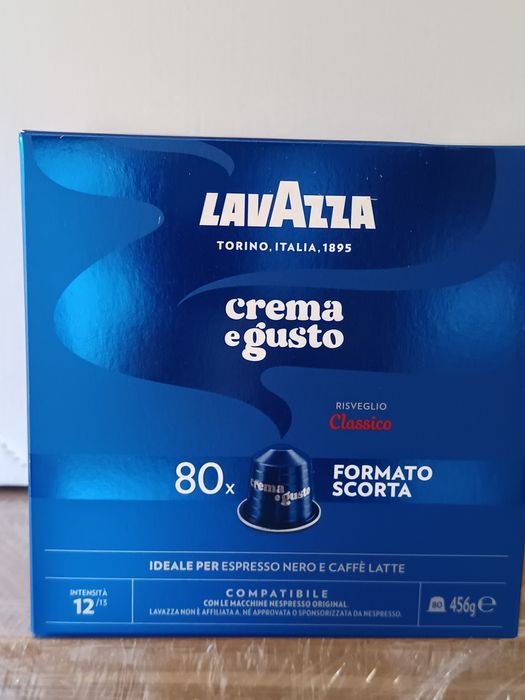 LAVAZZA
TORINO, ITALIA, 1895
crema
e gusto
RISVEGLIO
Classico
80x
crema
e gusto
FORMATO
SCORTA
IDEALE PER ESPRESSO NERO E CAFFÈ LATTE
INTENSITÀ
12/13
COMPATIBILE
CON LE MACCHINE NESPRESSO ORIGINAL
LAVAZZA NON È AFFILIATA A, NÉ APPROVATA O SPONSORIZZATA DA NESPRESSO.
80 456g e